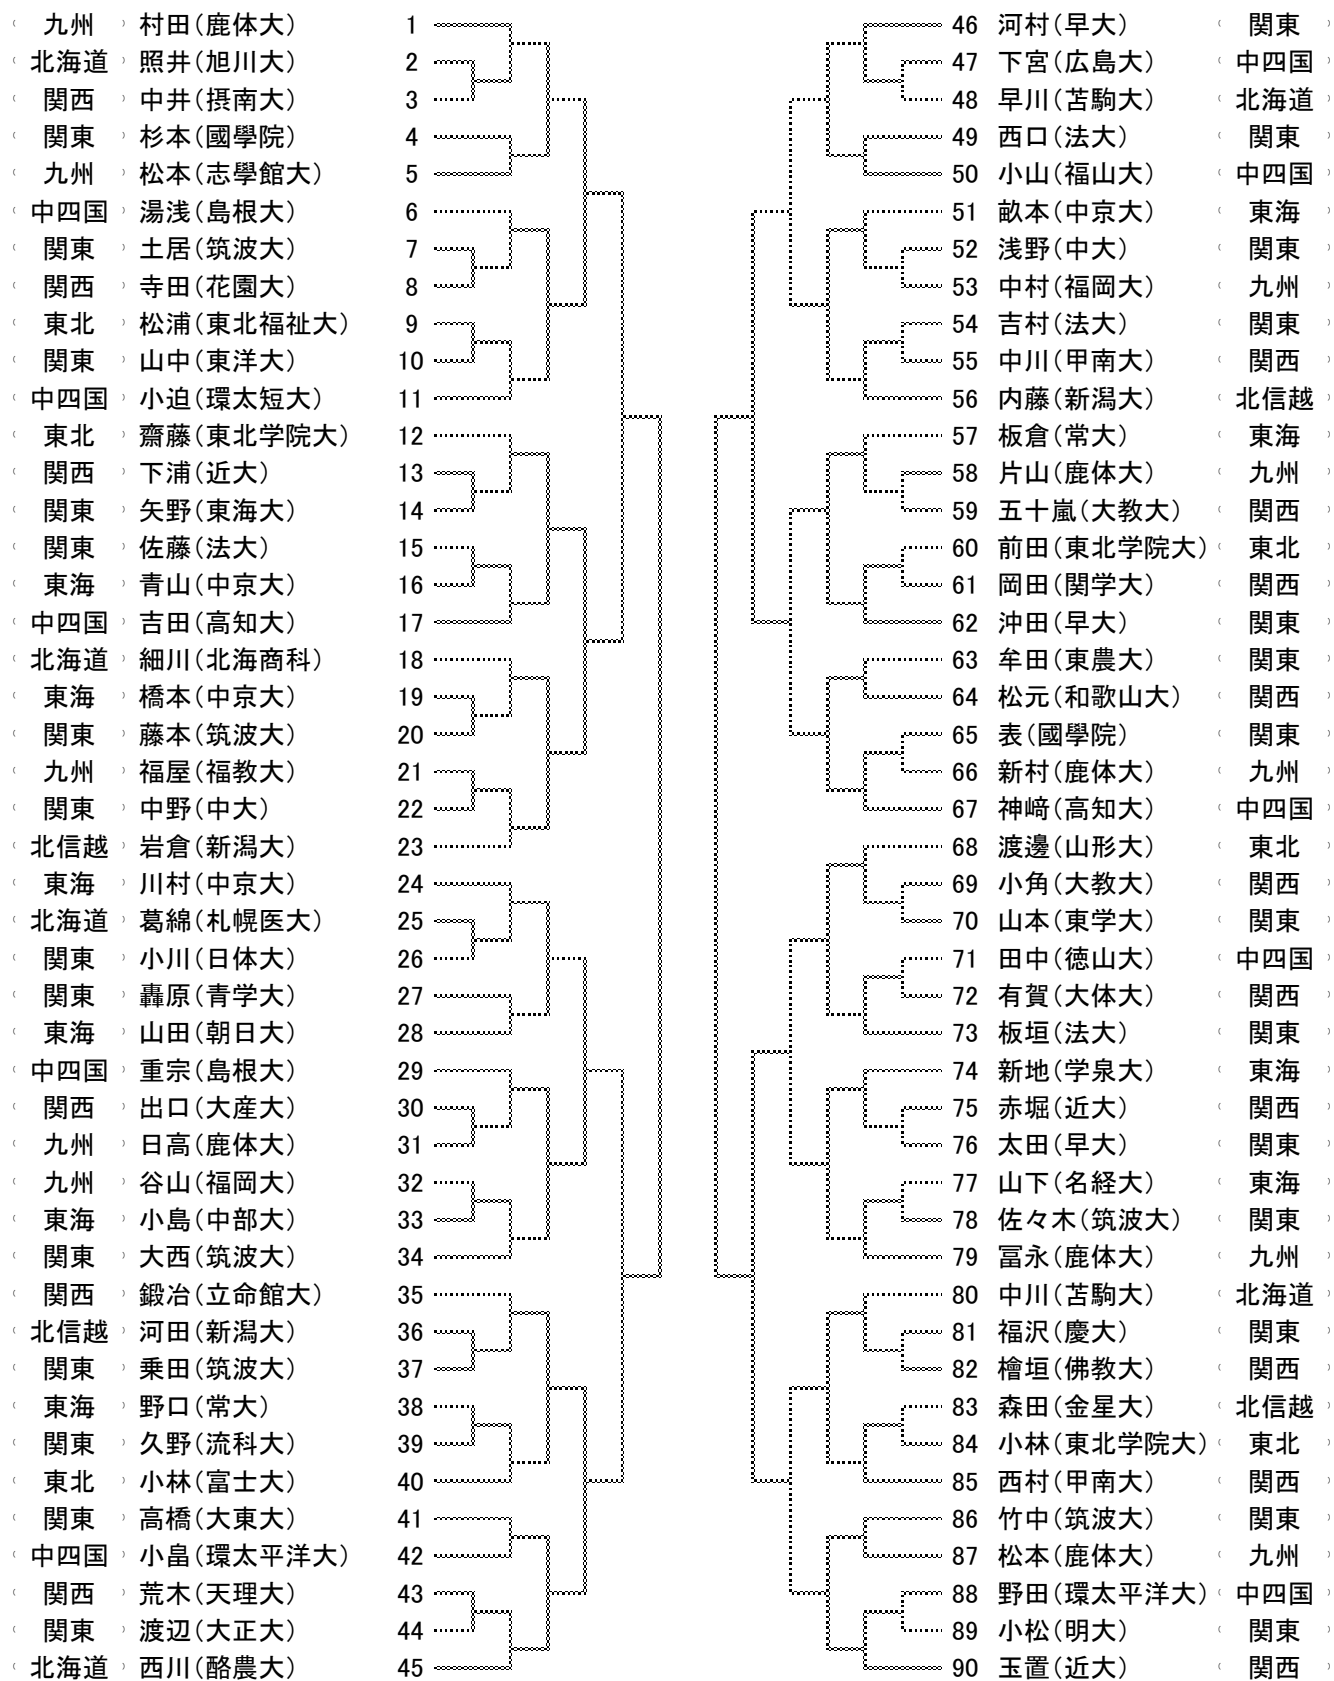 九州 村田(鹿体大) 1
北海道 照井(旭川大) 2
関西 中井(摂南大) 3
関東 杉本(國學院) 4
九州 松本(志學館大) 5
中四国 湯浅(島根大) 6
関東 土居(筑波大) 7
関西 寺田(花園大) 8
東北 松浦(東北福祉大) 9
関東 山中(東洋大) 10
中四国 小迫(環太短大) 11
東北 齋藤(東北学院大) 12
関西 下浦(近大) 13
関東 矢野(東海大) 14
関東 佐藤(法大) 15
東海 青山(中京大) 16
中四国 吉田(高知大) 17
北海道 細川(北海商科) 18
東海 橋本(中京大) 19
関東 藤本(筑波大) 20
九州 福屋(福教大) 21
関東 中野(中大) 22
北信越 岩倉(新潟大) 23
東海 川村(中京大) 24
北海道 葛綿(札幌医大) 25
関東 小川(日体大) 26
関東 轟原(青学大) 27
東海 山田(朝日大) 28
中四国 重宗(島根大) 29
関西 出口(大産大) 30
九州 日高(鹿体大) 31
九州 谷山(福岡大) 32
東海 小島(中部大) 33
関東 大西(筑波大) 34
関西 鍛冶(立命館大) 35
北信越 河田(新潟大) 36
関東 乗田(筑波大) 37
東海 野口(常大) 38
関東 久野(流科大) 39
東北 小林(富士大) 40
関東 高橋(大東大) 41
中四国 小畠(環太平洋大) 42
関西 荒木(天理大) 43
関東 渡辺(大正大) 44
北海道 西川(酪農大) 45
46 河村(早大) 関東
47 下宮(広島大) 中四国
48 早川(苫駒大) 北海道
49 西口(法大) 関東
50 小山(福山大) 中四国
51 畝本(中京大) 東海
52 浅野(中大) 関東
53 中村(福岡大) 九州
54 吉村(法大) 関東
55 中川(甲南大) 関西
56 内藤(新潟大) 北信越
57 板倉(常大) 東海
58 片山(鹿体大) 九州
59 五十嵐(大教大) 関西
60 前田(東北学院大) 東北
61 岡田(関学大) 関西
62 沖田(早大) 関東
63 牟田(東農大) 関東
64 松元(和歌山大) 関西
65 表(國學院) 関東
66 新村(鹿体大) 九州
67 神﨑(高知大) 中四国
68 渡邊(山形大) 東北
69 小角(大教大) 関西
70 山本(東学大) 関東
71 田中(徳山大) 中四国
72 有賀(大体大) 関西
73 板垣(法大) 関東
74 新地(学泉大) 東海
75 赤堀(近大) 関西
76 太田(早大) 関東
77 山下(名経大) 東海
78 佐々木(筑波大) 関東
79 冨永(鹿体大) 九州
80 中川(苫駒大) 北海道
81 福沢(慶大) 関東
82 檜垣(佛教大) 関西
83 森田(金星大) 北信越
84 小林(東北学院大) 東北
85 西村(甲南大) 関西
86 竹中(筑波大) 関東
87 松本(鹿体大) 九州
88 野田(環太平洋大) 中四国
89 小松(明大) 関東
90 玉置(近大) 関西